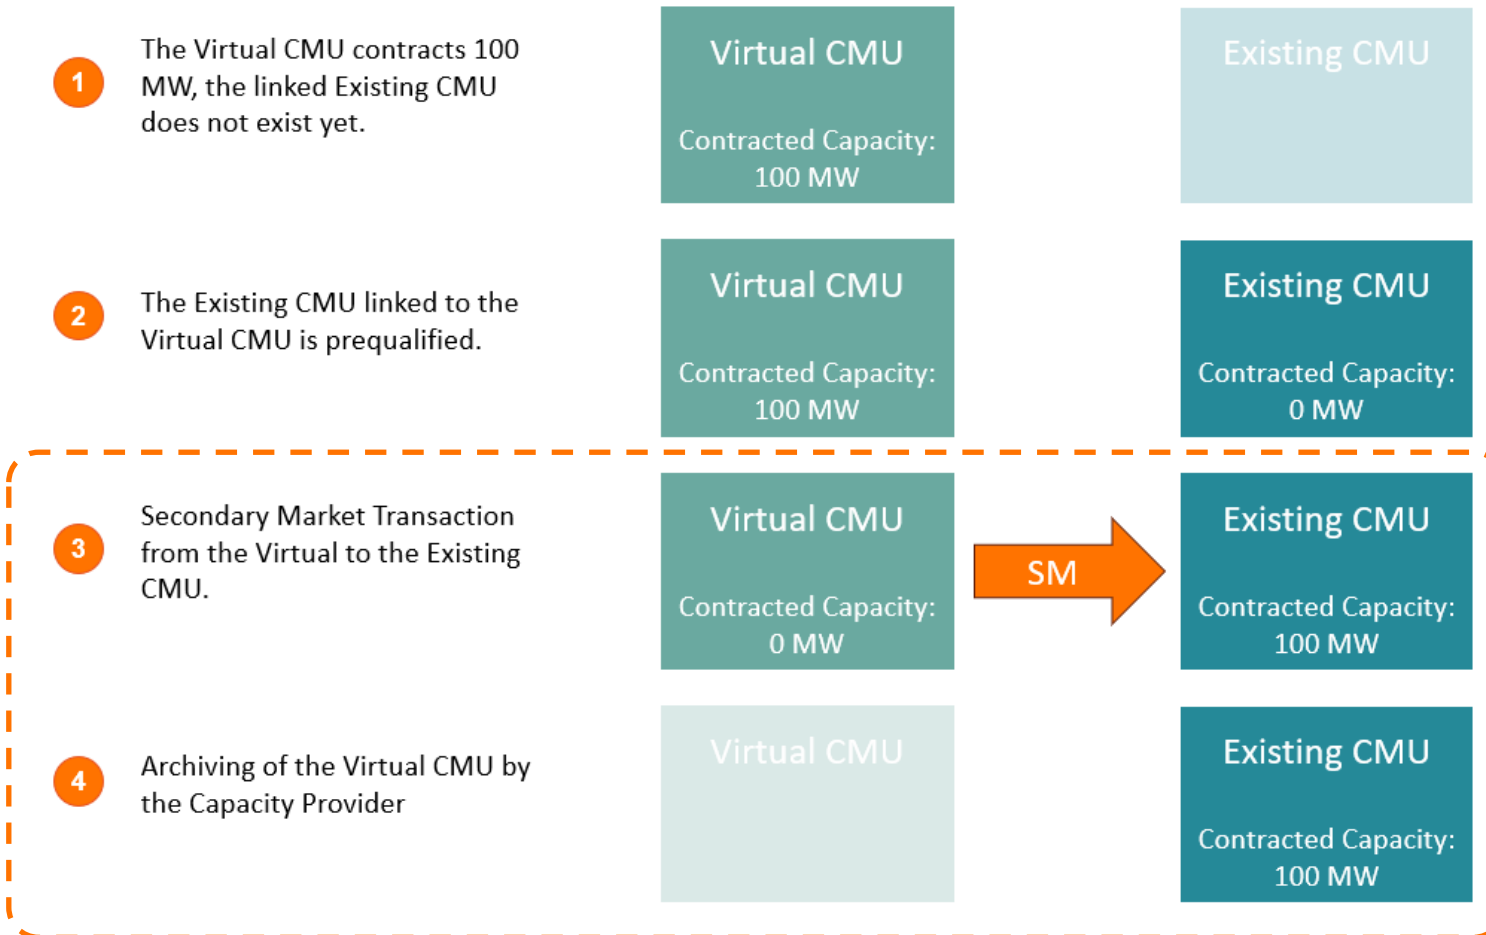 1
The Virtual CMU contracts 100
MW, the linked Existing CMU
does not exist yet.
Virtual CMU
Contracted Capacity:
100 MW
Existing CMU
2
The Existing CMU linked to the
Virtual CMU is prequalified.
Virtual CMU
Contracted Capacity:
100 MW
Existing CMU
Contracted Capacity:
0 MW
3
Secondary Market Transaction
from the Virtual to the Existing
CMU.
Virtual CMU
Contracted Capacity:
0 MW
SM
Existing CMU
Contracted Capacity:
100 MW
4
Archiving of the Virtual CMU by
the Capacity Provider
Virtual CMU
Existing CMU
Contracted Capacity:
100 MW